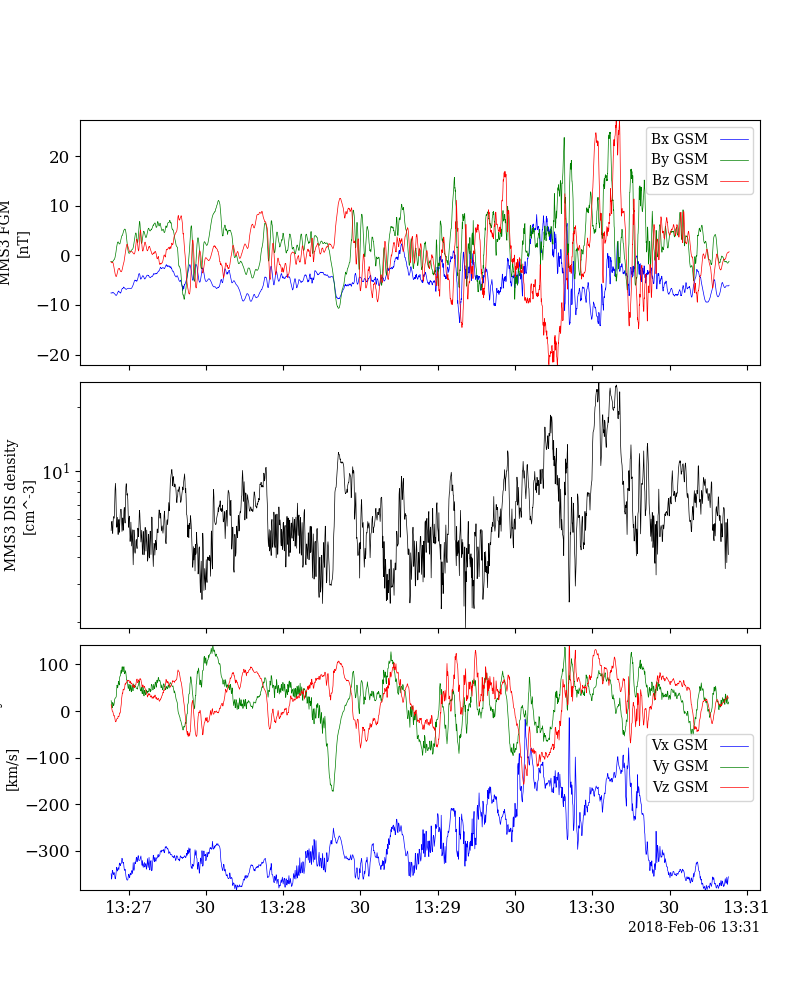 Bx GSM
By GSM
Bz GSM
MMS3 FGM
[nT]
20
10
0
−10
−20
MMS3 DIS density
[cm^-3]
10^1
100
0
−100
−200
−300
[km/s]
Vx GSM
Vy GSM
Vz GSM
13:27 30 13:28 30 13:29 30 13:30 30 13:31
2018-Feb-06 13:31